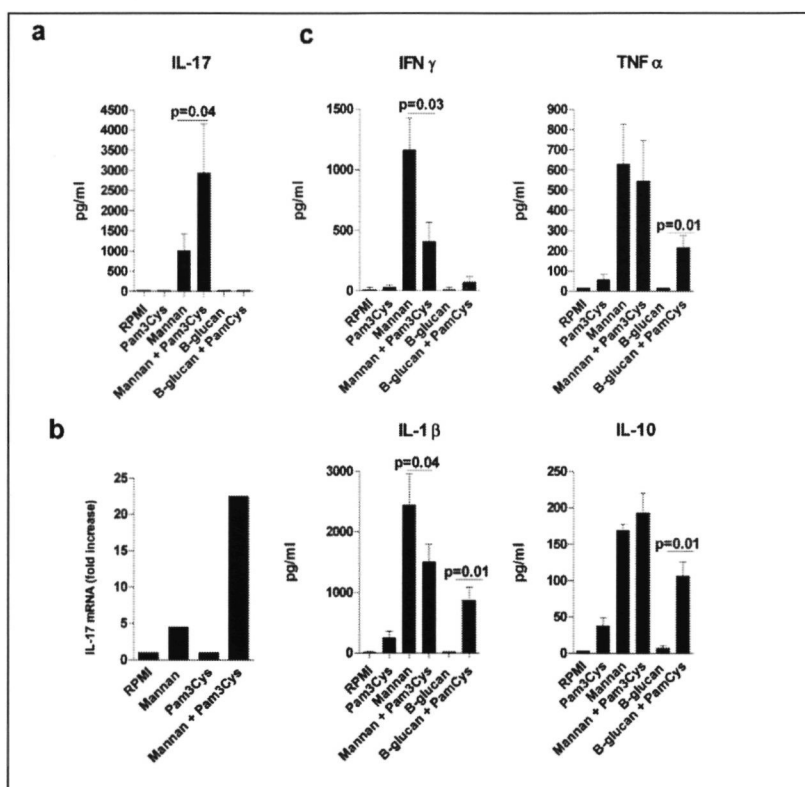 a
IL-17
p=0.04
4500
4000
3500
3000
2500
2000
1500
1000
500
0
pg/ml
RPMI
Pam3Cys
Mannan
Mannan + Pam3Cys
B-glucan
B-glucan + PamCys
c
IFN γ
p=0.03
1500
1000
500
0
pg/ml
RPMI
Pam3Cys
Mannan
Mannan + Pam3Cys
B-glucan
B-glucan + PamCys
TNF α
900
800
700
600
500
400
300
200
100
0
p=0.01
pg/ml
RPMI
Pam3Cys
Mannan
Mannan + Pam3Cys
B-glucan
B-glucan + PamCys
b
25
20
15
10
5
0
IL-17 mRNA (fold increase)
RPMI
Mannan
Pam3Cys
Mannan + Pam3Cys
IL-1 β
p=0.04
3000
2000
1000
0
p=0.01
pg/ml
RPMI
Pam3Cys
Mannan
Mannan + Pam3Cys
B-glucan
B-glucan + PamCys
IL-10
250
200
150
100
50
0
p=0.01
pg/ml
RPMI
Pam3Cys
Mannan
Mannan + Pam3Cys
B-glucan
B-glucan + PamCys